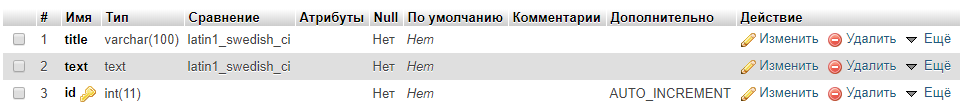 # Имя Тип Сравнение Атрибуты Null По умолчанию Комментарии Дополнительно Действие
1 title varchar(100) latin1_swedish_ci Нет Нет Изменить Удалить Ещё
2 text text latin1_swedish_ci Нет Нет Изменить Удалить Ещё
3 id int(11) Нет Нет AUTO_INCREMENT Изменить Удалить Ещё